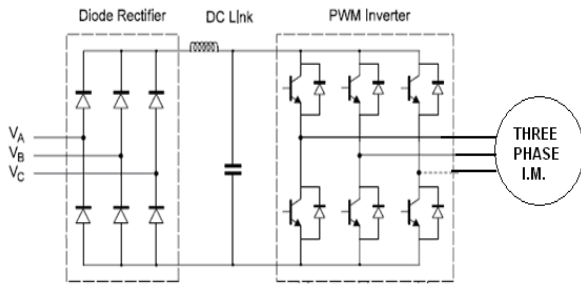 Diode Rectifier
DC LInk
PWM Inverter
VA
VB
VC
THREE
PHASE
I.M.